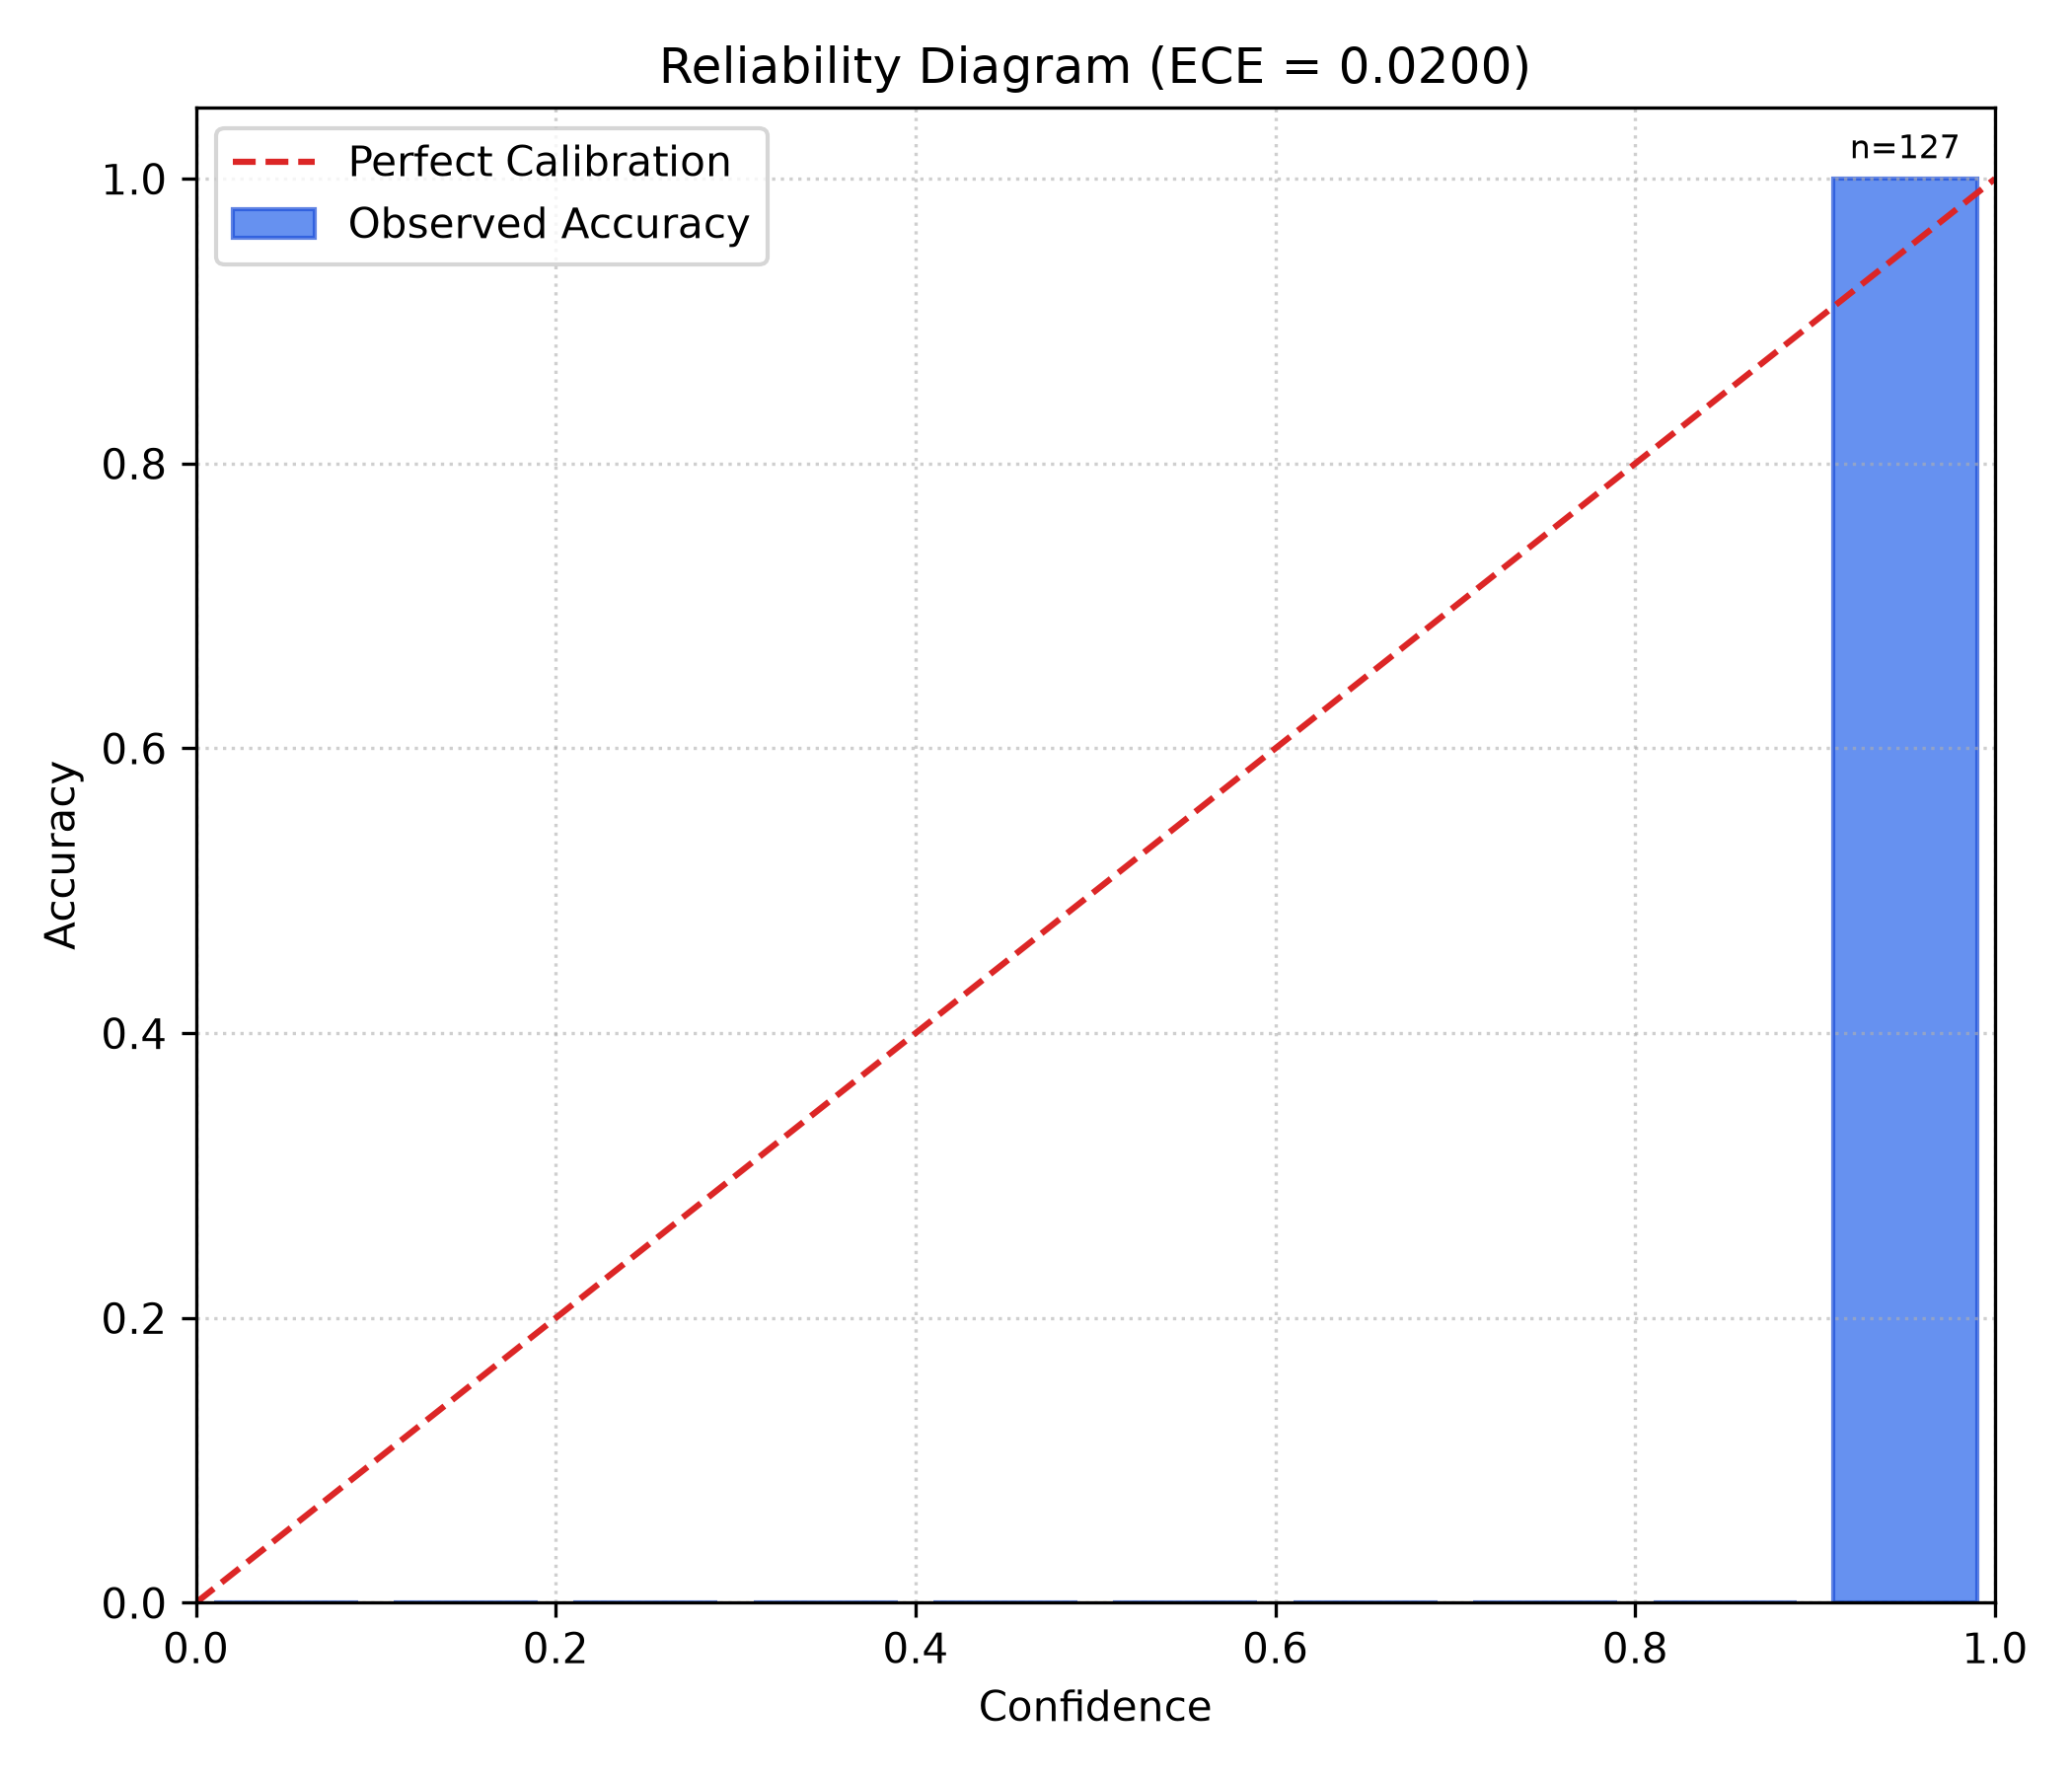 Reliability Diagram (ECE = 0.0200)
Perfect Calibration
Observed Accuracy
n=127
1.0
0.8
0.6
0.4
0.2
0.0
Accuracy
0.0 0.2 0.4 0.6 0.8 1.0
Confidence